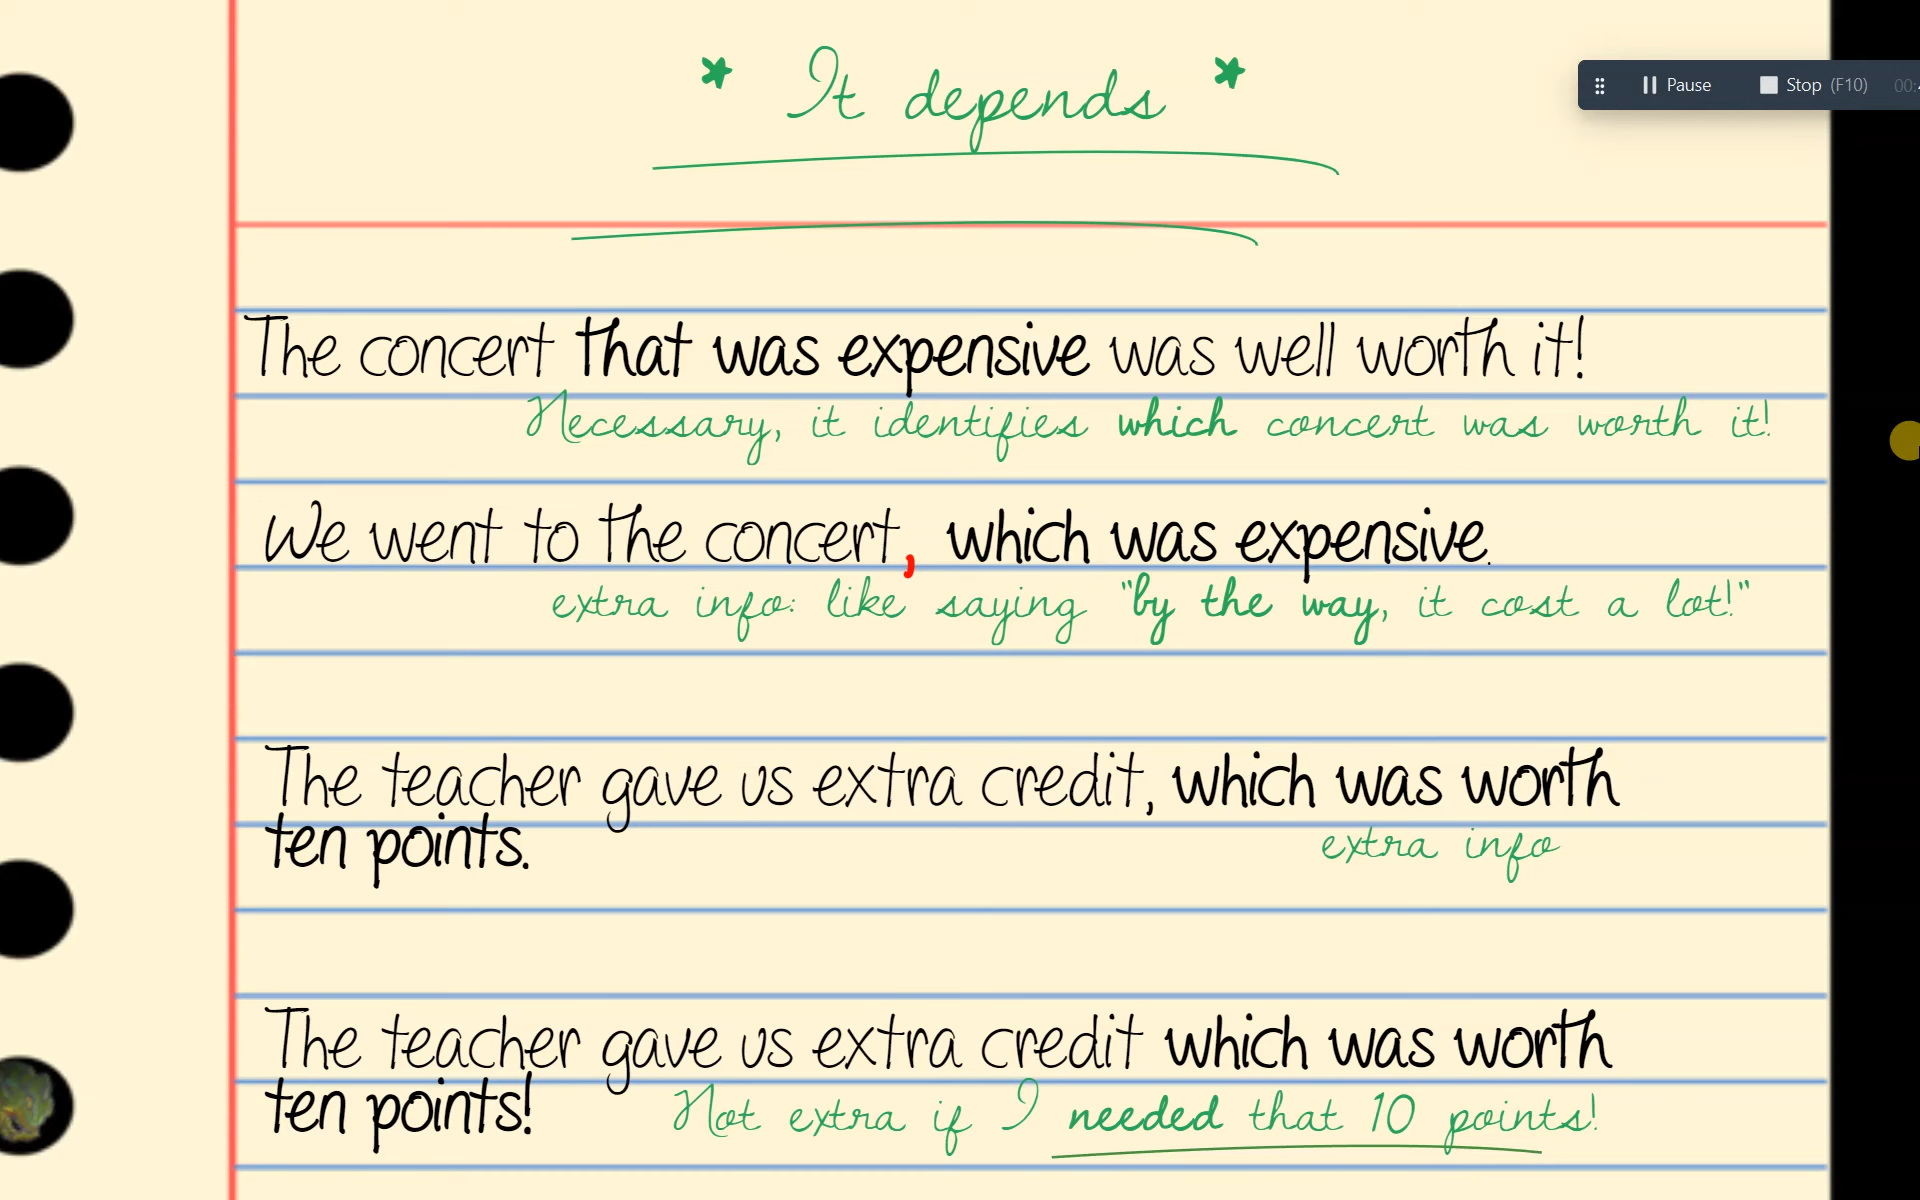 * It depends *
Pause Stop (F10) 00:
The concert that was expensive was well worth it!
Necessary, it identifies which concert was worth it!
We went to the concert, which was expensive.
extra info: like saying "by the way, it cost a lot!"
The teacher gave us extra credit, which was worth
ten points.
extra info
The teacher gave us extra credit which was worth
ten points!
Not extra if I needed that 10 points!